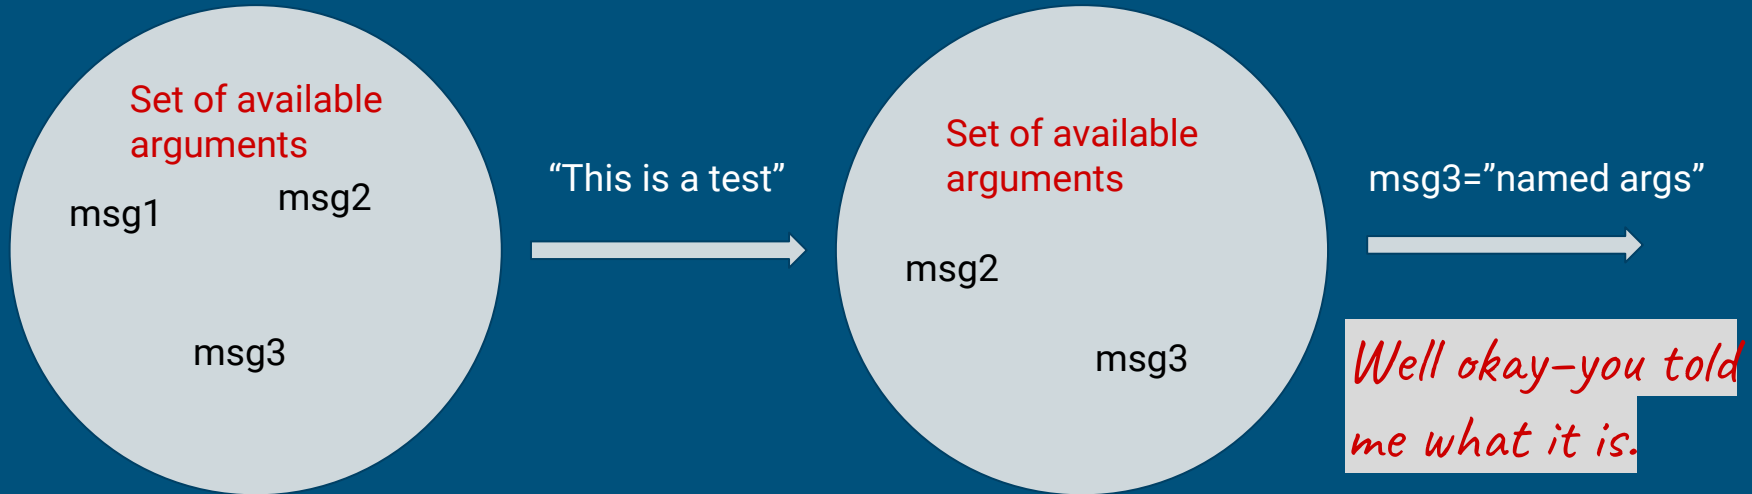 Set of available
arguments
msg1
msg2
msg3
“This is a test”
Set of available
arguments
msg2
msg3
msg3=”named args”
Well okay–you told
me what it is.